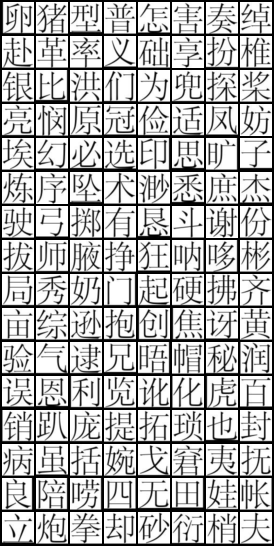 卵猪型普怎害奏绰
赴革率义础享扮椎
银比洪们为兜探桨
亮悯原冠俭适凤妨
埃幻必选印思旷子
炼序坠术渺悉庶杰
驶弓掷有恳斗谢份
拔师腋挣狂呐哆彬
局秀奶门起硬拂齐
亩综逊抱创焦讶黄
验气逮兄晤帽秘润
误恩利览讹化虎百
销趴庞提拓琐也封
病虽括婉戈窘夷抚
良陪唠四无田娃帐
立炮拳却砂衍梢夫